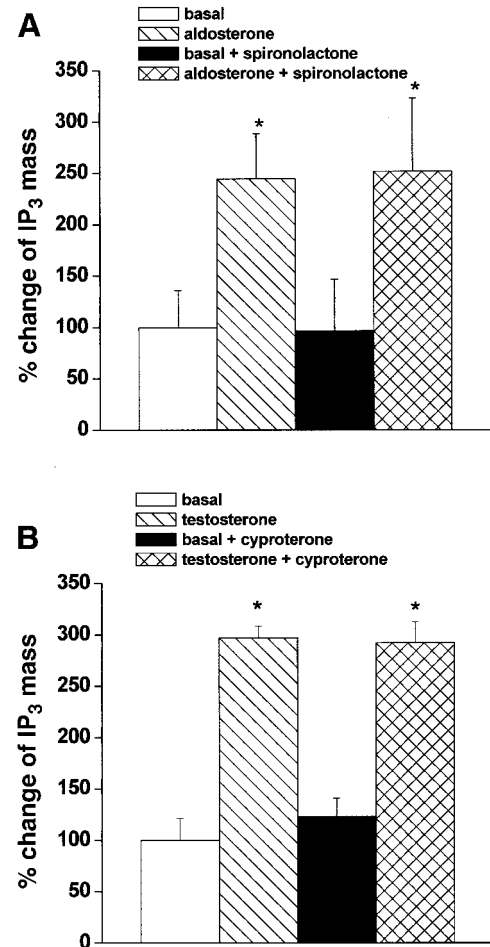 A
basal
aldosterone
basal + spironolactone
aldosterone + spironolactone
% change of IP3 mass
350
300
250
200
150
100
50
0
*
*
B
basal
testosterone
basal + cyproterone
testosterone + cyproterone
% change of IP3 mass
350
300
250
200
150
100
50
0
*
*